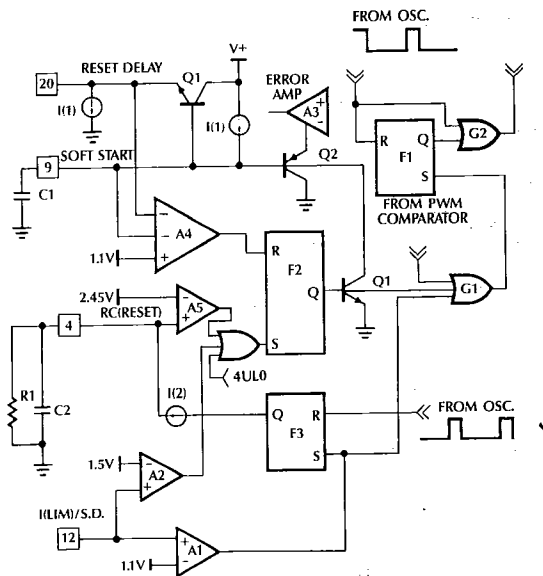 FROM OSC.
V+
20
RESET DELAY
Q1
ERROR
AMP
A3
+
-
I(1)
I(1)
G2
R
F1
Q
S
9
SOFT START
Q2
C1
FROM PWM
COMPARATOR
-
-
+
A4
1.1V
R
F2
Q
S
Q1
G1
2.45V
-
+
A5
4
RC(RESET)
4UL0
R1
C2
I(2)
Q
R
F3
S
FROM OSC.
1.5V
-
+
A2
I(LIM)/S.D.
12
+
-
A1
1.1V